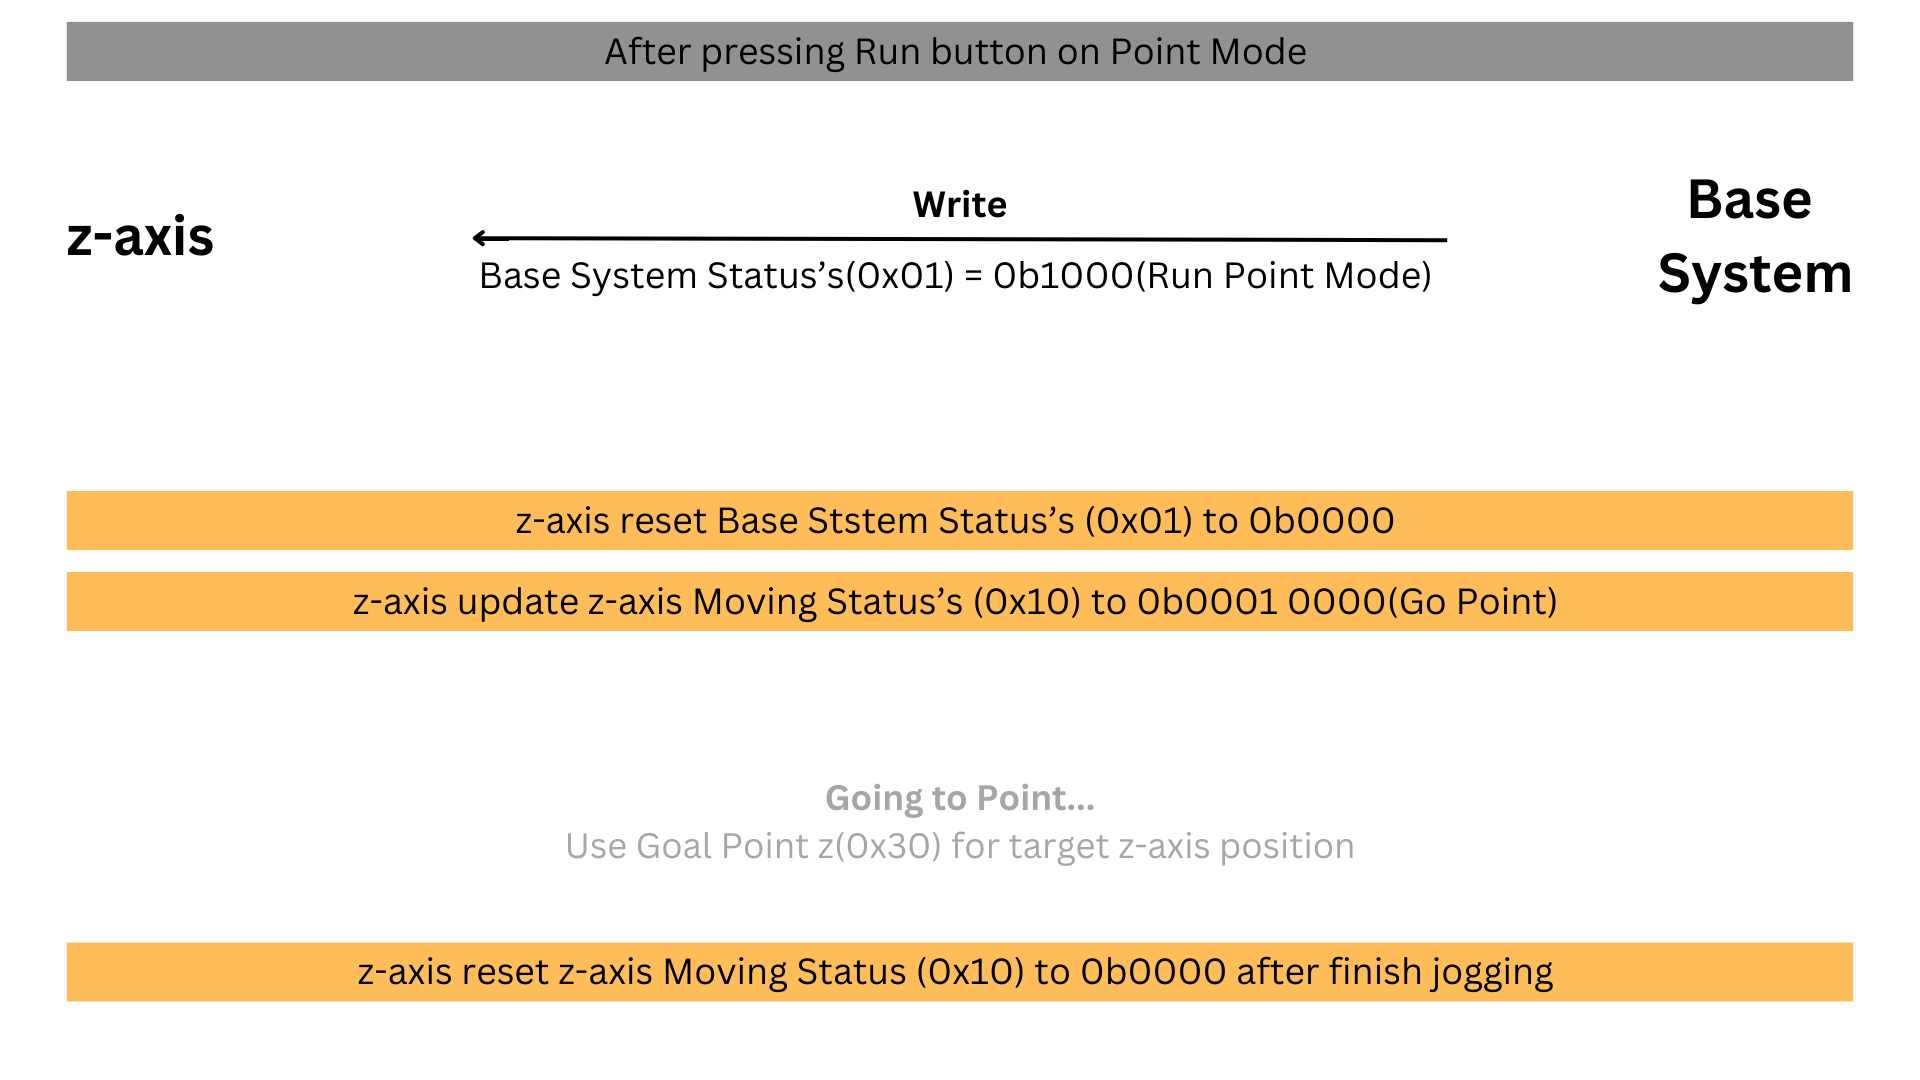 After pressing Run button on Point Mode
Write
z-axis
Base
System
Base System Status’s(0x01) = 0b1000(Run Point Mode)
z-axis reset Base Ststem Status’s (0x01) to 0b0000
z-axis update z-axis Moving Status’s (0x10) to 0b0001 0000(Go Point)
Going to Point...
Use Goal Point z(0x30) for target z-axis position
z-axis reset z-axis Moving Status (0x10) to 0b0000 after finish jogging